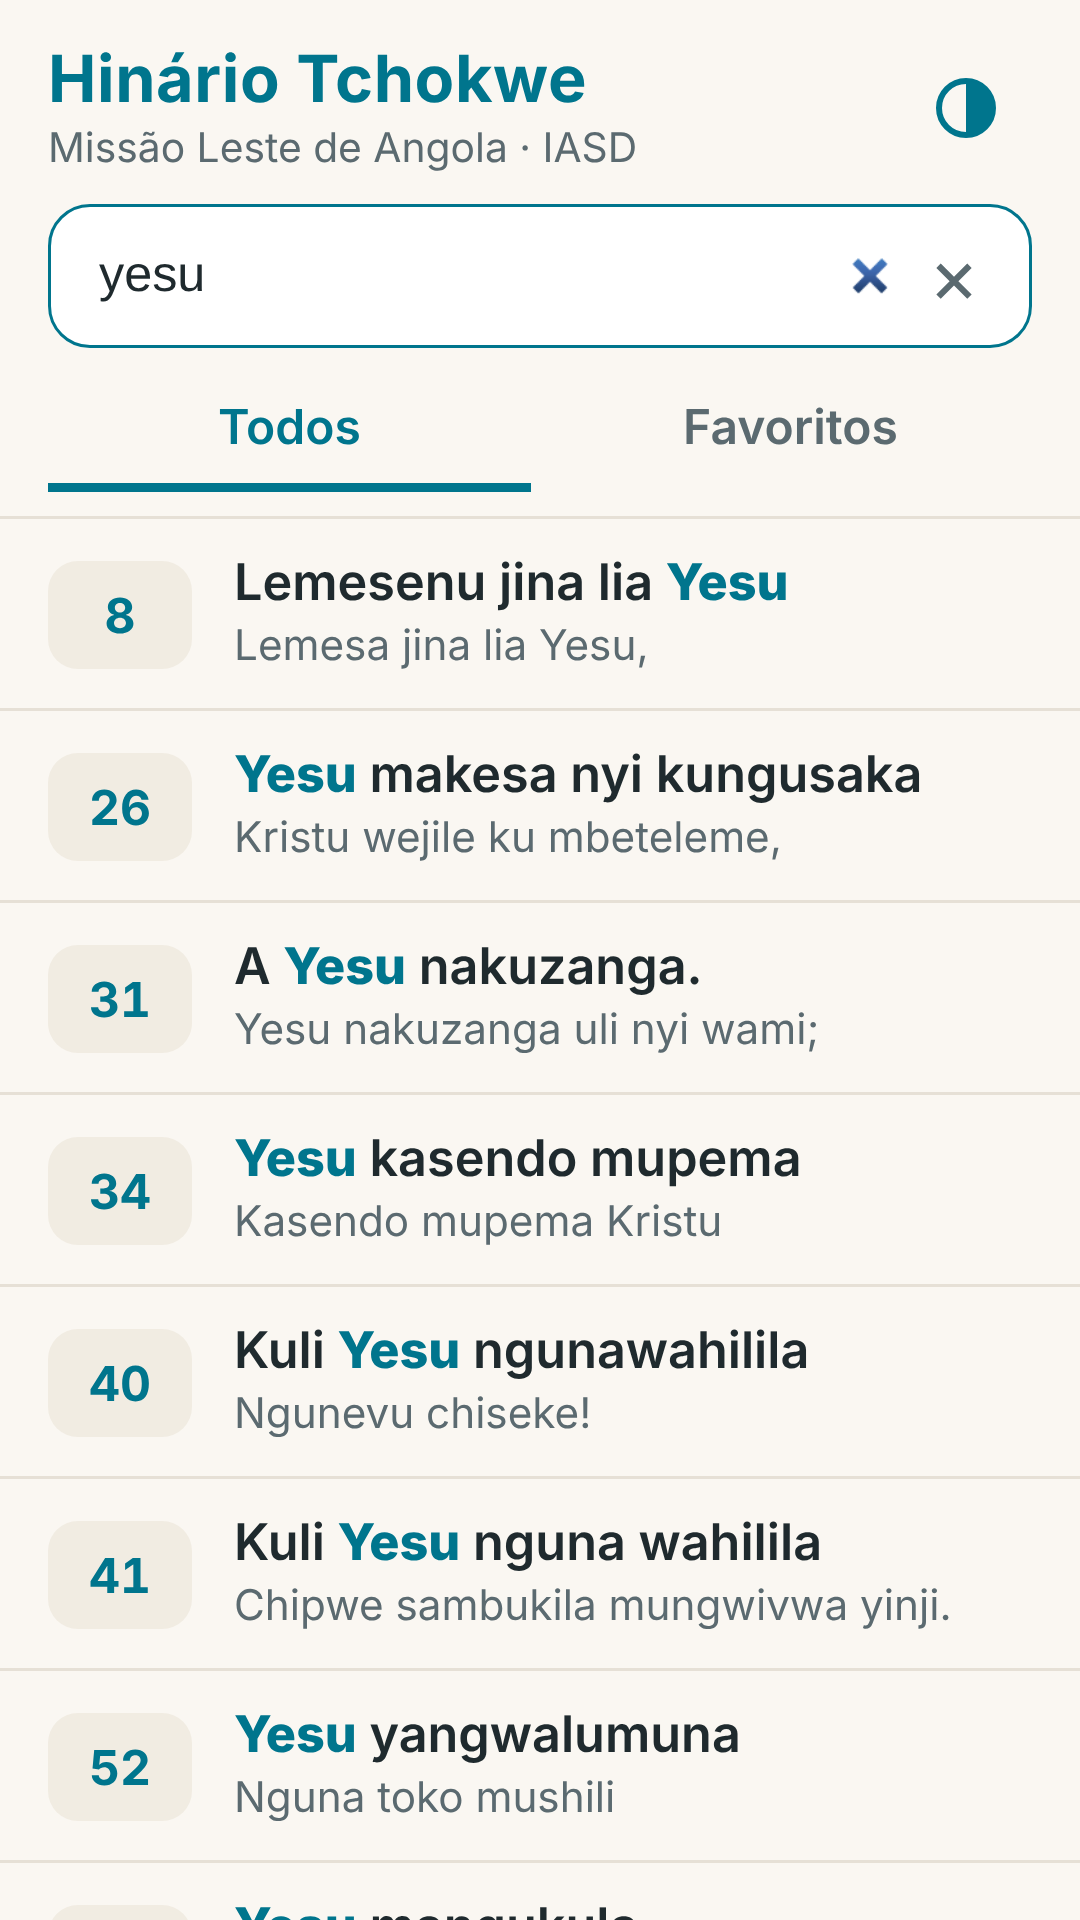 Hinário Tchokwe
Missão Leste de Angola · IASD
yesu
Todos
Favoritos
8
Lemesenu jina lia Yesu
Lemesa jina lia Yesu,
26
Yesu makesa nyi kungusaka
Kristu wejile ku mbeteleme,
31
A Yesu nakuzanga.
Yesu nakuzanga uli nyi wami;
34
Yesu kasendo mupema
Kasendo mupema Kristu
40
Kuli Yesu ngunawahilila
Ngunevu chiseke!
41
Kuli Yesu nguna wahilila
Chipwe sambukila mungwivwa yinji.
52
Yesu yangwalumuna
Nguna toko mushili
Yesu